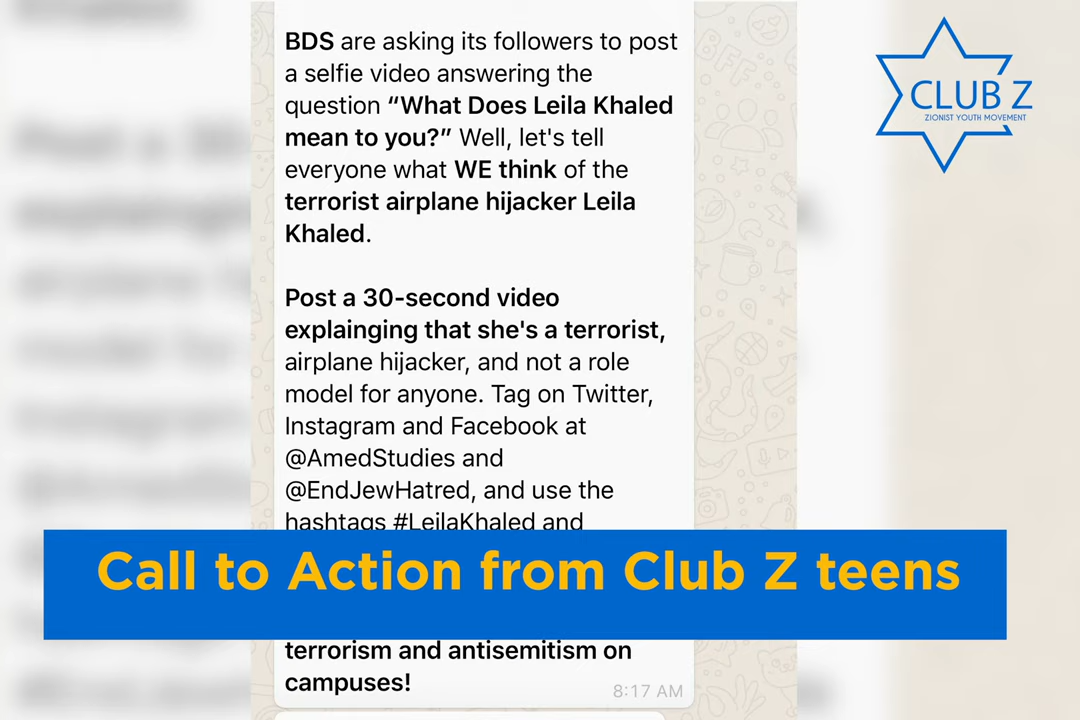 BDS are asking its followers to post
a selfie video answering the
question “What Does Leila Khaled
mean to you?” Well, let's tell
everyone what WE think of the
terrorist airplane hijacker Leila
Khaled.
Post a 30-second video
explainging that she's a terrorist,
airplane hijacker, and not a role
model for anyone. Tag on Twitter,
Instagram and Facebook at
@AmedStudies and
@EndJewHatred, and use the
hashtags #LeilaKhaled and
terrorism and antisemitism on
campuses!
8:17 AM
CLUB Z
ZIONIST YOUTH MOVEMENT
Call to Action from Club Z teens